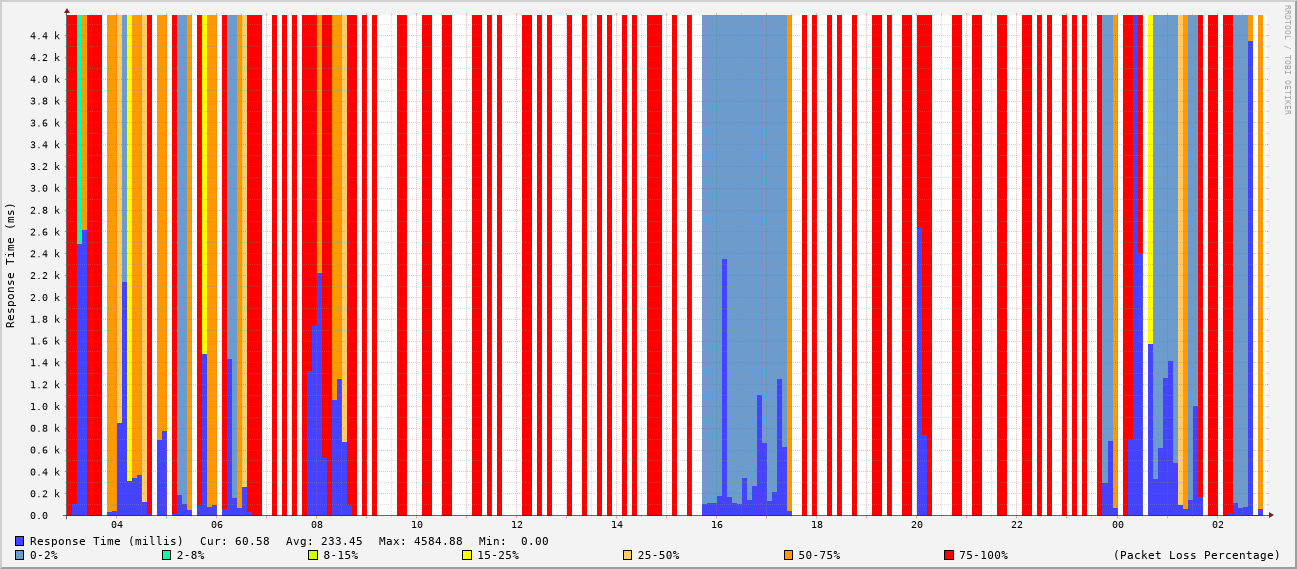 RRDTOOL / TOBI OETIKER
Response Time (ms)
4.4 k
4.2 k
4.0 k
3.8 k
3.6 k
3.4 k
3.2 k
3.0 k
2.8 k
2.6 k
2.4 k
2.2 k
2.0 k
1.8 k
1.6 k
1.4 k
1.2 k
1.0 k
0.8 k
0.6 k
0.4 k
0.2 k
0.0
04 06 08 10 12 14 16 18 20 22 00 02
Response Time (millis) Cur: 60.58 Avg: 233.45 Max: 4584.88 Min: 0.00
0-2% 2-8% 8-15% 15-25% 25-50% 50-75% 75-100% (Packet Loss Percentage)